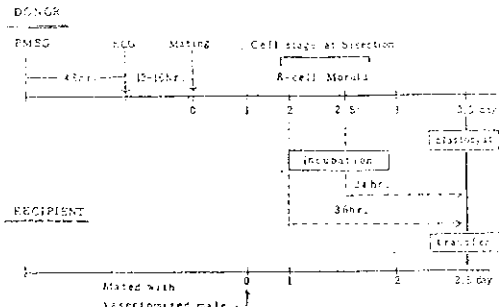 DONOR
PMSG HCG Mating Cell stage at bisection
48hr. 8-cell Morula
0 1 2 2.5 3 3.5 day
Blastocyst
incubation
24hr.
RECIPIENT
36hr.
transfer
0 1 2 2.5 day
Mated with
vasectomized male